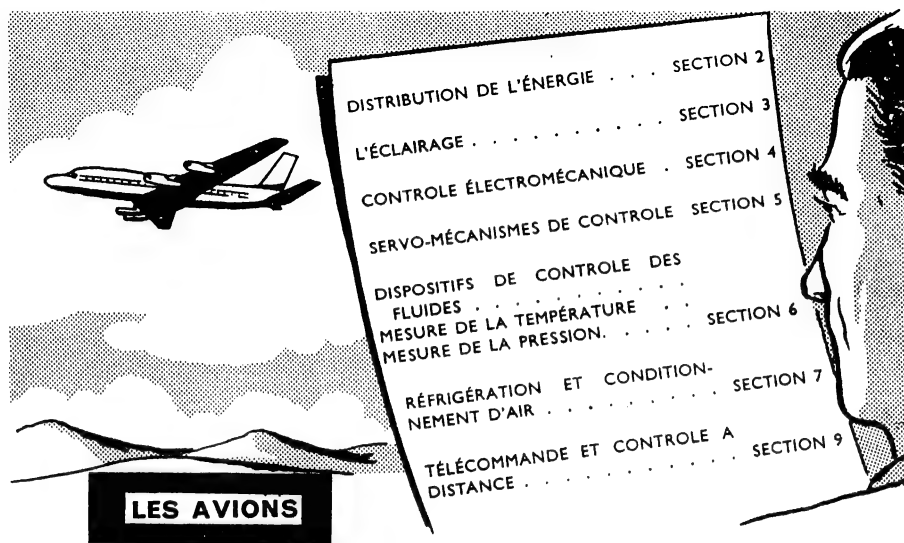 DISTRIBUTION DE L'ÉNERGIE . . . SECTION 2
L'ÉCLAIRAGE . . . . . . . . . . SECTION 3
CONTROLE ÉLECTROMÉCANIQUE . SECTION 4
SERVO-MÉCANISMES DE CONTROLE SECTION 5
DISPOSITIFS DE CONTROLE DES
FLUIDES . . . . . . . . . . .
MESURE DE LA TEMPÉRATURE . .
MESURE DE LA PRESSION. . . . . SECTION 6
RÉFRIGÉRATION ET CONDITION-
NEMENT D'AIR . . . . . . . . SECTION 7
TÉLÉCOMMANDE ET CONTROLE A
DISTANCE . . . . . . . . . . . SECTION 9
LES AVIONS